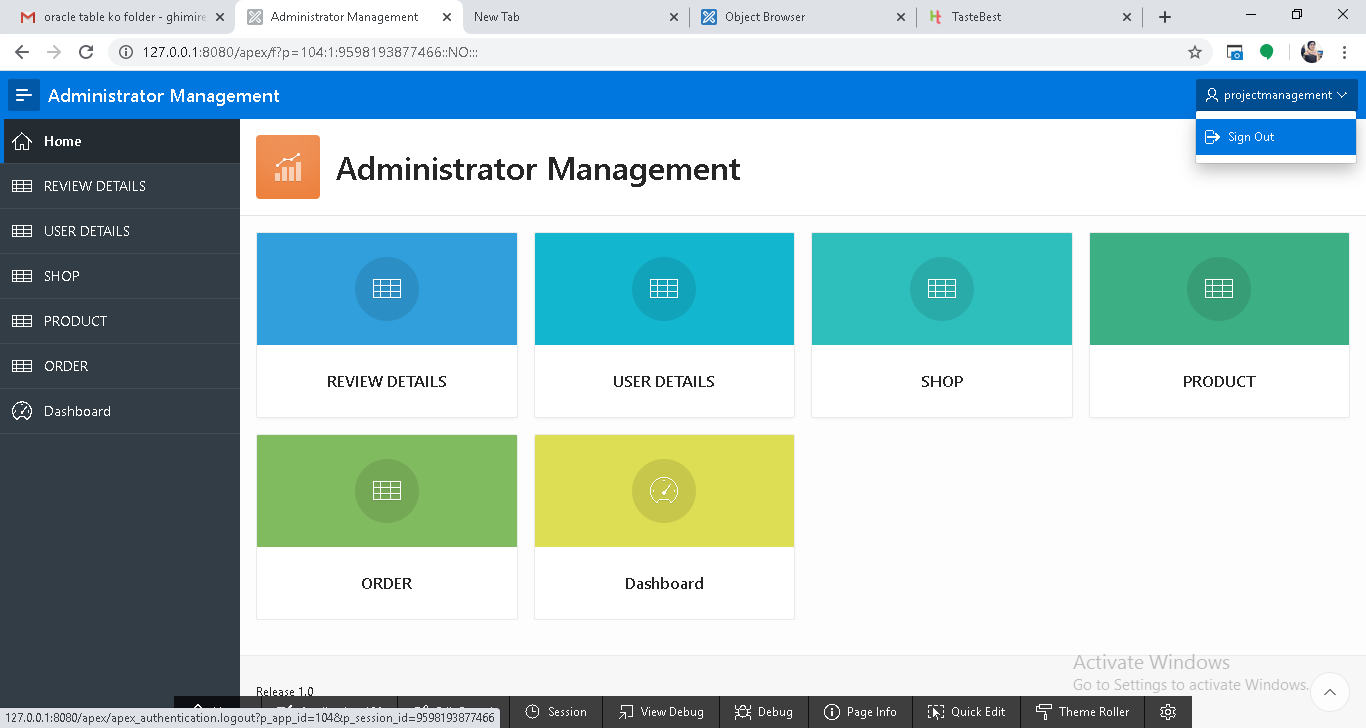 oracle table ko folder - ghimire
Administrator Management
New Tab
Object Browser
TasteBest
127.0.0.1:8080/apex/f?p=104:1:9598193877466::NO:::
Administrator Management
projectmanagement
Sign Out
Home
REVIEW DETAILS
USER DETAILS
SHOP
PRODUCT
ORDER
Dashboard
Administrator Management
REVIEW DETAILS
USER DETAILS
SHOP
PRODUCT
ORDER
Dashboard
Release 1.0
Activate Windows
Go to Settings to activate Windows.
127.0.0.1:8080/apex/apex_authentication.logout?p_app_id=104&p_session_id=9598193877466
Session
View Debug
Debug
Page Info
Quick Edit
Theme Roller